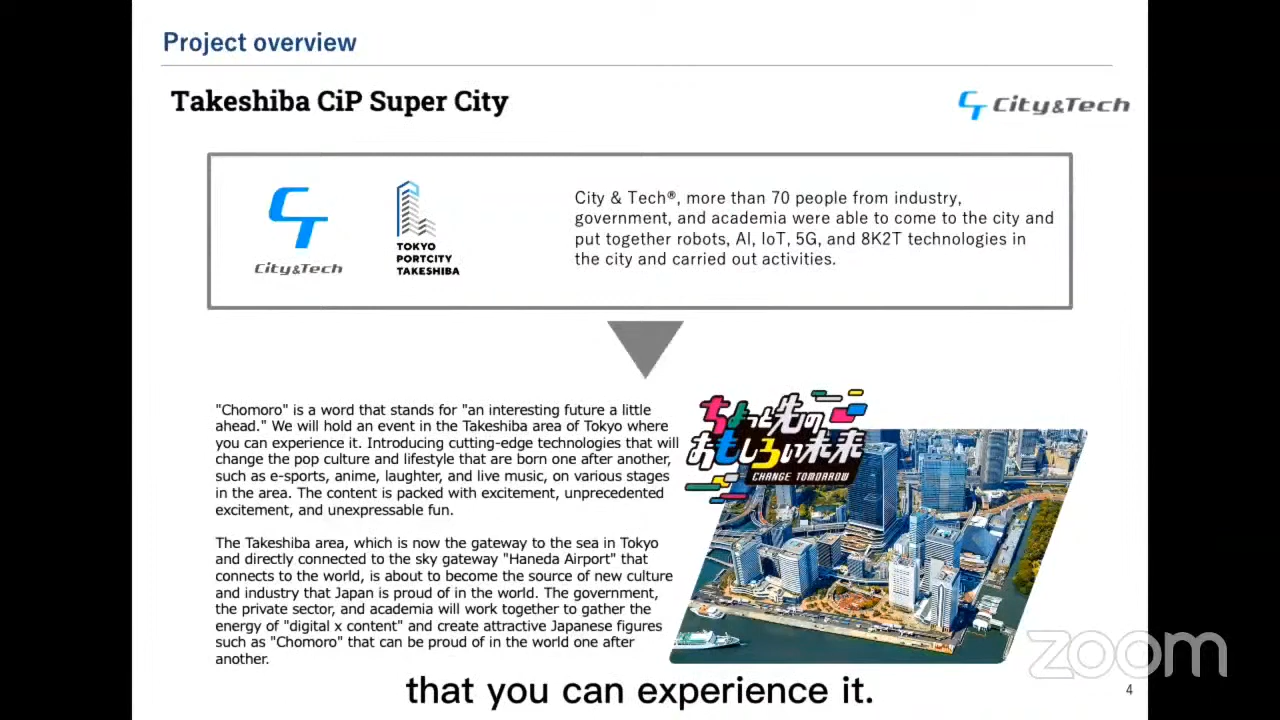 Project overview
Takeshiba CiP Super City
City&Tech
City&Tech
TOKYO
PORTCITY
TAKESHIBA
City & Tech®, more than 70 people from industry,
government, and academia were able to come to the city and
put together robots, AI, IoT, 5G, and 8K2T technologies in
the city and carried out activities.
"Chomoro" is a word that stands for "an interesting future a little
ahead." We will hold an event in the Takeshiba area of Tokyo where
you can experience it. Introducing cutting-edge technologies that will
change the pop culture and lifestyle that are born one after another,
such as e-sports, anime, laughter, and live music, on various stages
in the area. The content is packed with excitement, unprecedented
excitement, and unexpressable fun.
The Takeshiba area, which is now the gateway to the sea in Tokyo
and directly connected to the sky gateway "Haneda Airport" that
connects to the world, is about to become the source of new culture
and industry that Japan is proud of in the world. The government,
the private sector, and academia will work together to gather the
energy of "digital x content" and create attractive Japanese figures
such as "Chomoro" that can be proud of in the world one after
another.
ちょっと先の
おもしろい未来
CHANGE TOMORROW
zoom
that you can experience it.
4